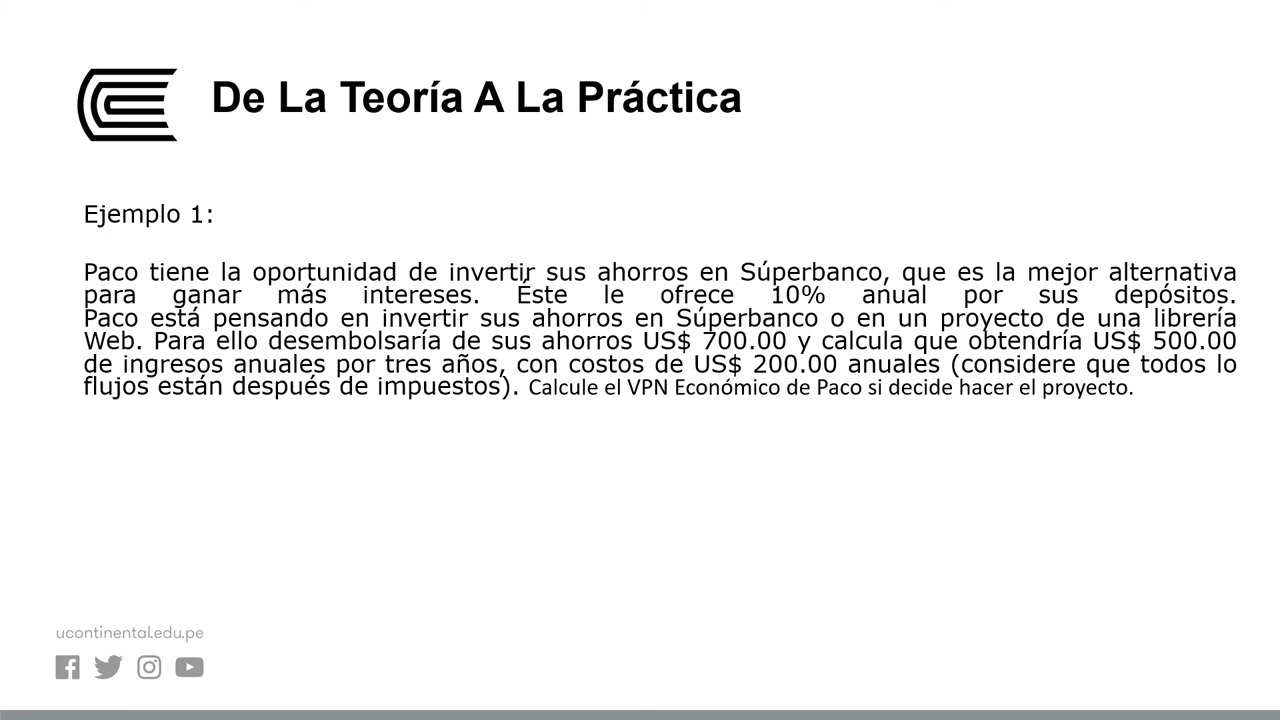 De La Teoría A La Práctica
Ejemplo 1:
Paco tiene la oportunidad de invertir sus ahorros en Súperbanco, que es la mejor alternativa
para ganar más intereses. Éste le ofrece 10% anual por sus depósitos.
Paco está pensando en invertir sus ahorros en Súperbanco o en un proyecto de una librería
Web. Para ello desembolsaría de sus ahorros US$ 700.00 y calcula que obtendría US$ 500.00
de ingresos anuales por tres años, con costos de US$ 200.00 anuales (considere que todos lo
flujos están después de impuestos). Calcule el VPN Económico de Paco si decide hacer el proyecto.
ucontinental.edu.pe